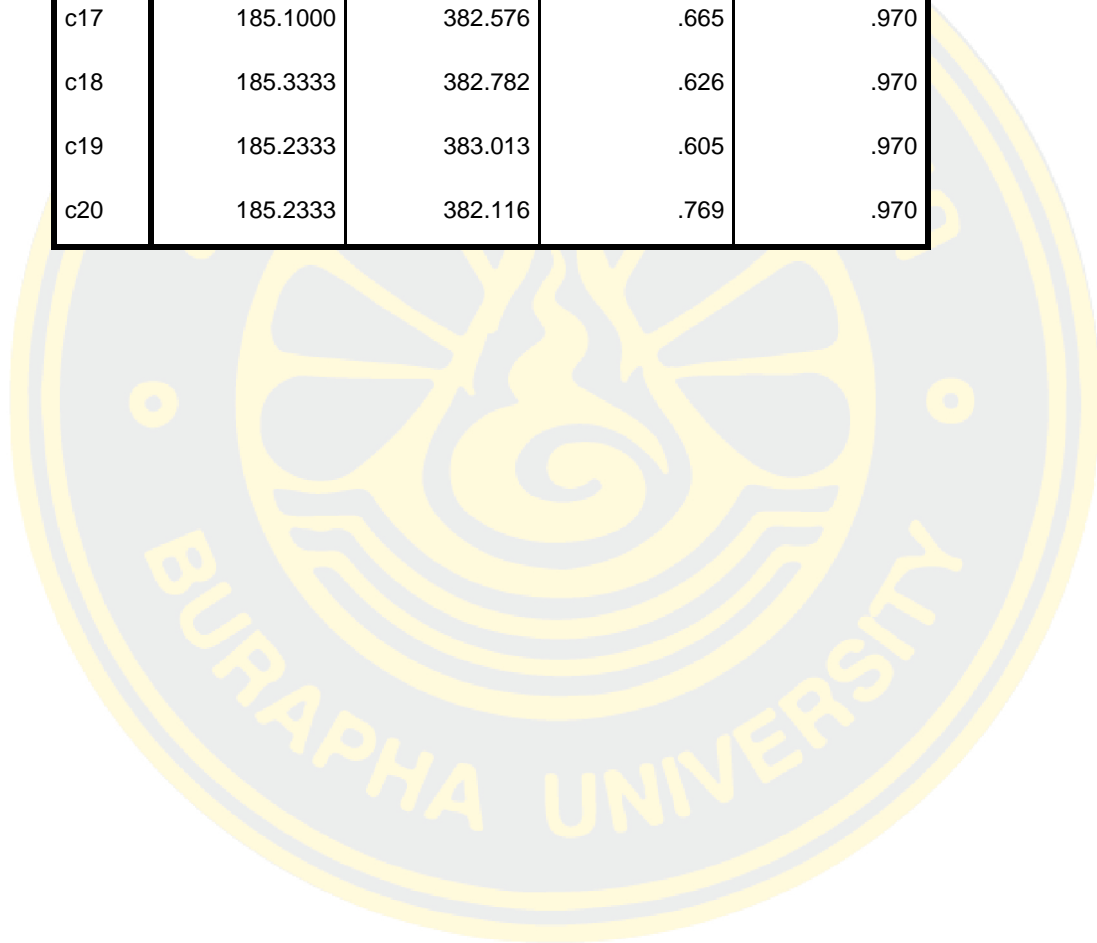 c17 185.1000 382.576 .665 .970
c18 185.3333 382.782 .626 .970
c19 185.2333 383.013 .605 .970
c20 185.2333 382.116 .769 .970
BURAPHA UNIVERSITY